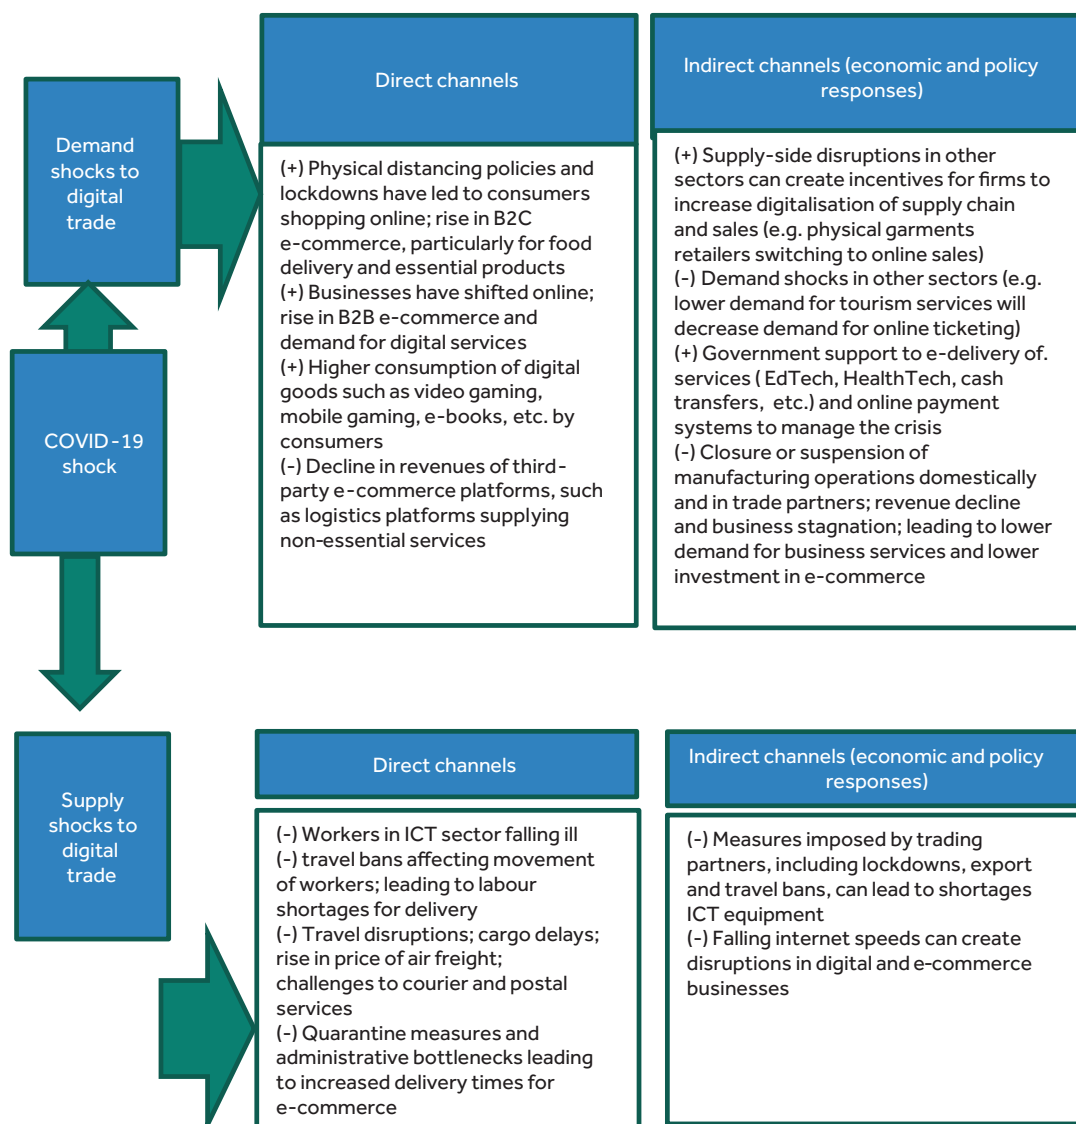 Demand
shocks to
digital
trade
Direct channels
(+) Physical distancing policies and
lockdowns have led to consumers
shopping online; rise in B2C
e-commerce, particularly for food
delivery and essential products
(+) Businesses have shifted online;
rise in B2B e-commerce and
demand for digital services
(+) Higher consumption of digital
goods such as video gaming,
mobile gaming, e-books, etc. by
consumers
(-) Decline in revenues of third-
party e-commerce platforms, such
as logistics platforms supplying
non-essential services
Indirect channels (economic and policy
responses)
(+) Supply-side disruptions in other
sectors can create incentives for firms to
increase digitalisation of supply chain
and sales (e.g. physical garments
retailers switching to online sales)
(-) Demand shocks in other sectors (e.g.
lower demand for tourism services will
decrease demand for online ticketing)
(+) Government support to e-delivery of.
services ( EdTech, HealthTech, cash
transfers, etc.) and online payment
systems to manage the crisis
(-) Closure or suspension of
manufacturing operations domestically
and in trade partners; revenue decline
and business stagnation; leading to lower
demand for business services and lower
investment in e-commerce
COVID-19
shock
Supply
shocks to
digital
trade
Direct channels
(-) Workers in ICT sector falling ill
(-) travel bans affecting movement
of workers; leading to labour
shortages for delivery
(-) Travel disruptions; cargo delays;
rise in price of air freight;
challenges to courier and postal
services
(-) Quarantine measures and
administrative bottlenecks leading
to increased delivery times for
e-commerce
Indirect channels (economic and policy
responses)
(-) Measures imposed by trading
partners, including lockdowns, export
and travel bans, can lead to shortages
ICT equipment
(-) Falling internet speeds can create
disruptions in digital and e-commerce
businesses